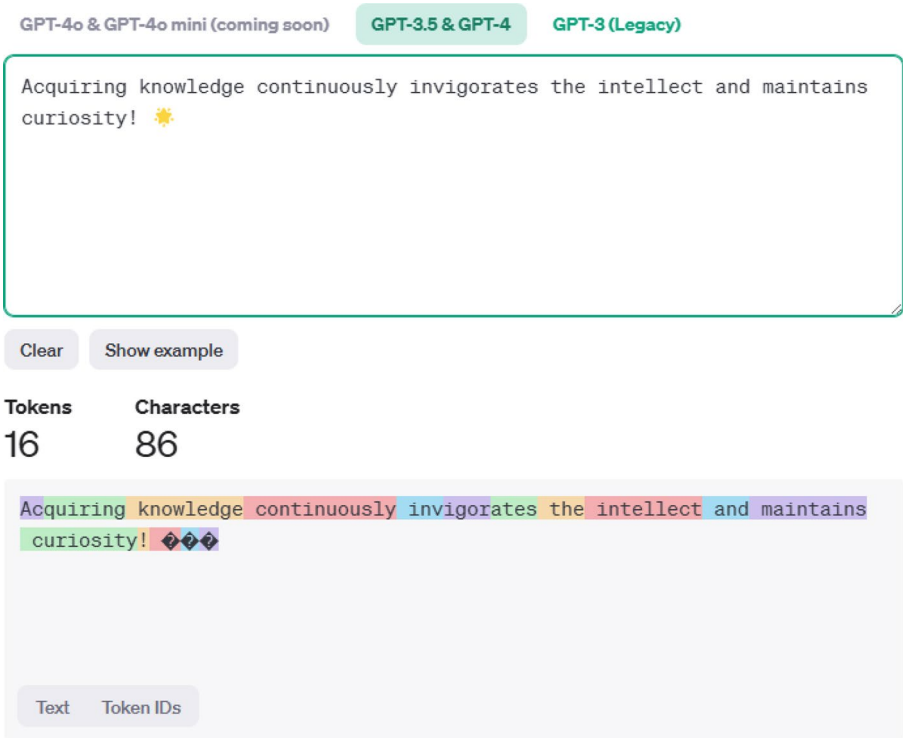 GPT-4o & GPT-4o mini (coming soon) GPT-3.5 & GPT-4 GPT-3 (Legacy)
Acquiring knowledge continuously invigorates the intellect and maintains
curiosity! 🌟
Clear Show example
Tokens Characters
16 86
Acquiring knowledge continuously invigorates the intellect and maintains
curiosity! ���
Text Token IDs